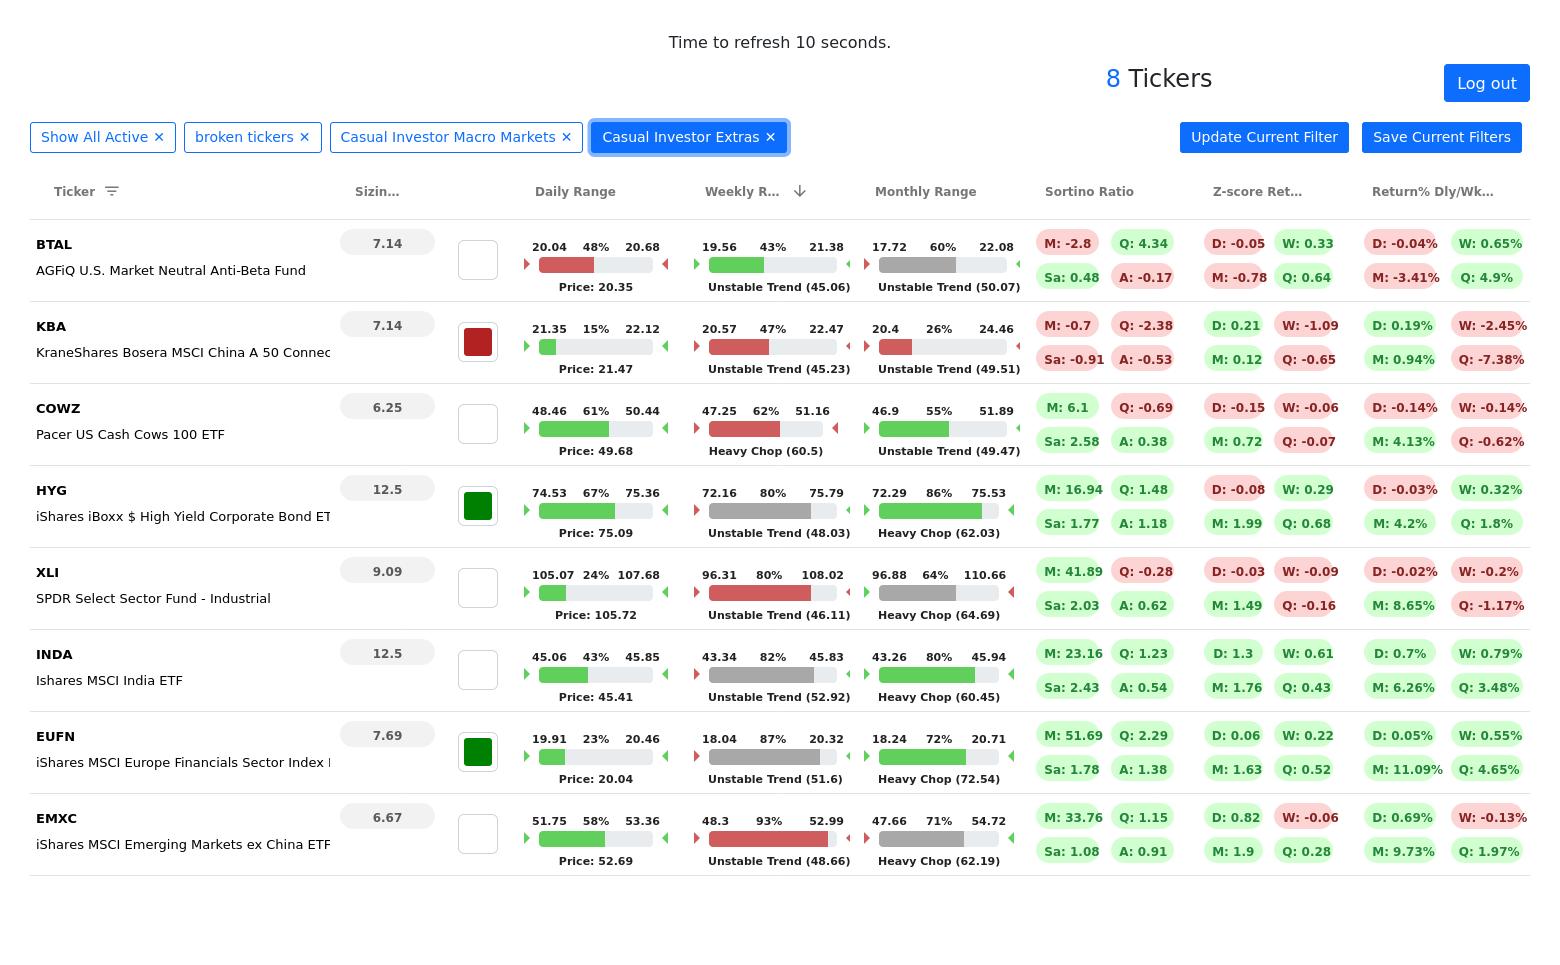 Time to refresh 10 seconds.
8 Tickers
Log out
Show All Active ✕ broken tickers ✕ Casual Investor Macro Markets ✕ Casual Investor Extras ✕ Update Current Filter Save Current Filters
Ticker Sizin… Daily Range Weekly R… Monthly Range Sortino Ratio Z-score Ret… Return% Dly/Wk…
BTAL 7.14 20.04 48% 20.68 19.56 43% 21.38 17.72 60% 22.08 M: -2.8 Q: 4.34 D: -0.05 W: 0.33 D: -0.04% W: 0.65%
AGFiQ U.S. Market Neutral Anti-Beta Fund Price: 20.35 Unstable Trend (45.06) Unstable Trend (50.07) Sa: 0.48 A: -0.17 M: -0.78 Q: 0.64 M: -3.41% Q: 4.9%
KBA 7.14 21.35 15% 22.12 20.57 47% 22.47 20.4 26% 24.46 M: -0.7 Q: -2.38 D: 0.21 W: -1.09 D: 0.19% W: -2.45%
KraneShares Bosera MSCI China A 50 Connec Price: 21.47 Unstable Trend (45.23) Unstable Trend (49.51) Sa: -0.91 A: -0.53 M: 0.12 Q: -0.65 M: 0.94% Q: -7.38%
COWZ 6.25 48.46 61% 50.44 47.25 62% 51.16 46.9 55% 51.89 M: 6.1 Q: -0.69 D: -0.15 W: -0.06 D: -0.14% W: -0.14%
Pacer US Cash Cows 100 ETF Price: 49.68 Heavy Chop (60.5) Unstable Trend (49.47) Sa: 2.58 A: 0.38 M: 0.72 Q: -0.07 M: 4.13% Q: -0.62%
HYG 12.5 74.53 67% 75.36 72.16 80% 75.79 72.29 86% 75.53 M: 16.94 Q: 1.48 D: -0.08 W: 0.29 D: -0.03% W: 0.32%
iShares iBoxx $ High Yield Corporate Bond ET Price: 75.09 Unstable Trend (48.03) Heavy Chop (62.03) Sa: 1.77 A: 1.18 M: 1.99 Q: 0.68 M: 4.2% Q: 1.8%
XLI 9.09 105.07 24% 107.68 96.31 80% 108.02 96.88 64% 110.66 M: 41.89 Q: -0.28 D: -0.03 W: -0.09 D: -0.02% W: -0.2%
SPDR Select Sector Fund - Industrial Price: 105.72 Unstable Trend (46.11) Heavy Chop (64.69) Sa: 2.03 A: 0.62 M: 1.49 Q: -0.16 M: 8.65% Q: -1.17%
INDA 12.5 45.06 43% 45.85 43.34 82% 45.83 43.26 80% 45.94 M: 23.16 Q: 1.23 D: 1.3 W: 0.61 D: 0.7% W: 0.79%
Ishares MSCI India ETF Price: 45.41 Unstable Trend (52.92) Heavy Chop (60.45) Sa: 2.43 A: 0.54 M: 1.76 Q: 0.43 M: 6.26% Q: 3.48%
EUFN 7.69 19.91 23% 20.46 18.04 87% 20.32 18.24 72% 20.71 M: 51.69 Q: 2.29 D: 0.06 W: 0.22 D: 0.05% W: 0.55%
iShares MSCI Europe Financials Sector Index Price: 20.04 Unstable Trend (51.6) Heavy Chop (72.54) Sa: 1.78 A: 1.38 M: 1.63 Q: 0.52 M: 11.09% Q: 4.65%
EMXC 6.67 51.75 58% 53.36 48.3 93% 52.99 47.66 71% 54.72 M: 33.76 Q: 1.15 D: 0.82 W: -0.06 D: 0.69% W: -0.13%
iShares MSCI Emerging Markets ex China ETF Price: 52.69 Unstable Trend (48.66) Heavy Chop (62.19) Sa: 1.08 A: 0.91 M: 1.9 Q: 0.28 M: 9.73% Q: 1.97%